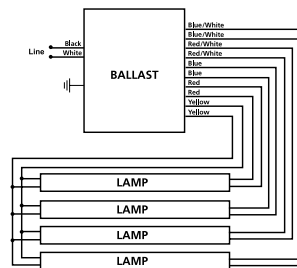 Blue/White
Blue/White
Red/White
Red/White
Blue
Blue
Red
Red
Yellow
Yellow
Line
Black
White
BALLAST
LAMP
LAMP
LAMP
LAMP